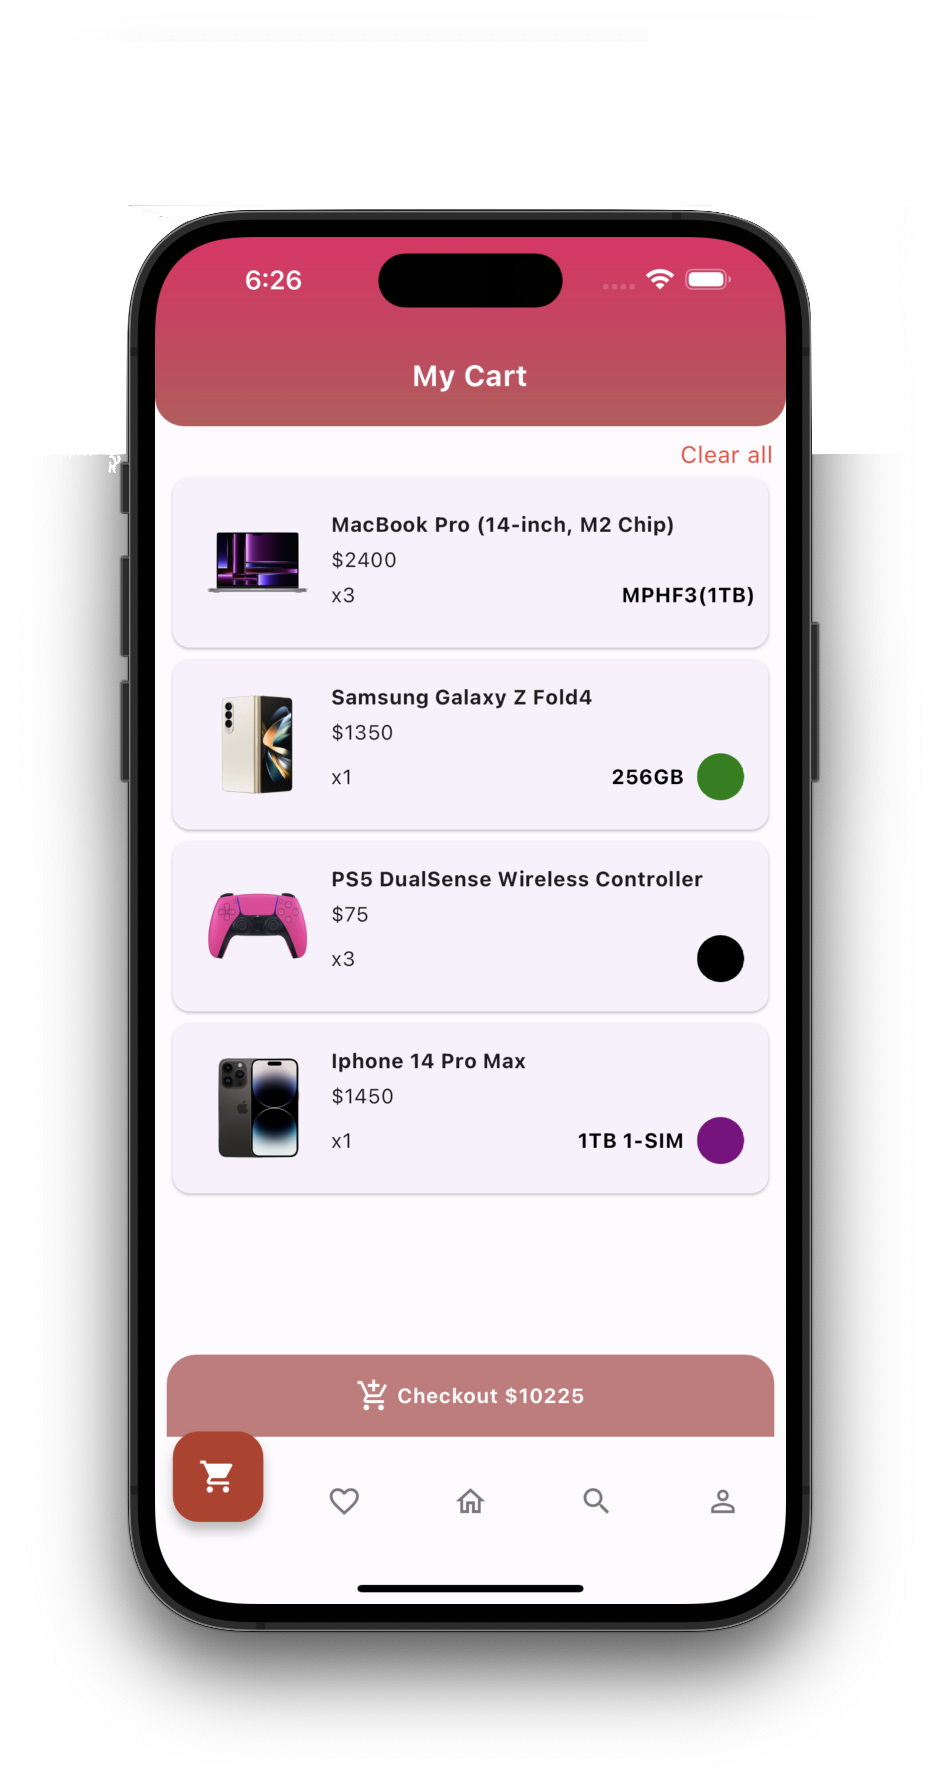 6:26
My Cart
Clear all
MacBook Pro (14-inch, M2 Chip)
$2400
x3 MPHF3(1TB)
Samsung Galaxy Z Fold4
$1350
x1 256GB
PS5 DualSense Wireless Controller
$75
x3
Iphone 14 Pro Max
$1450
x1 1TB 1-SIM
Checkout $10225